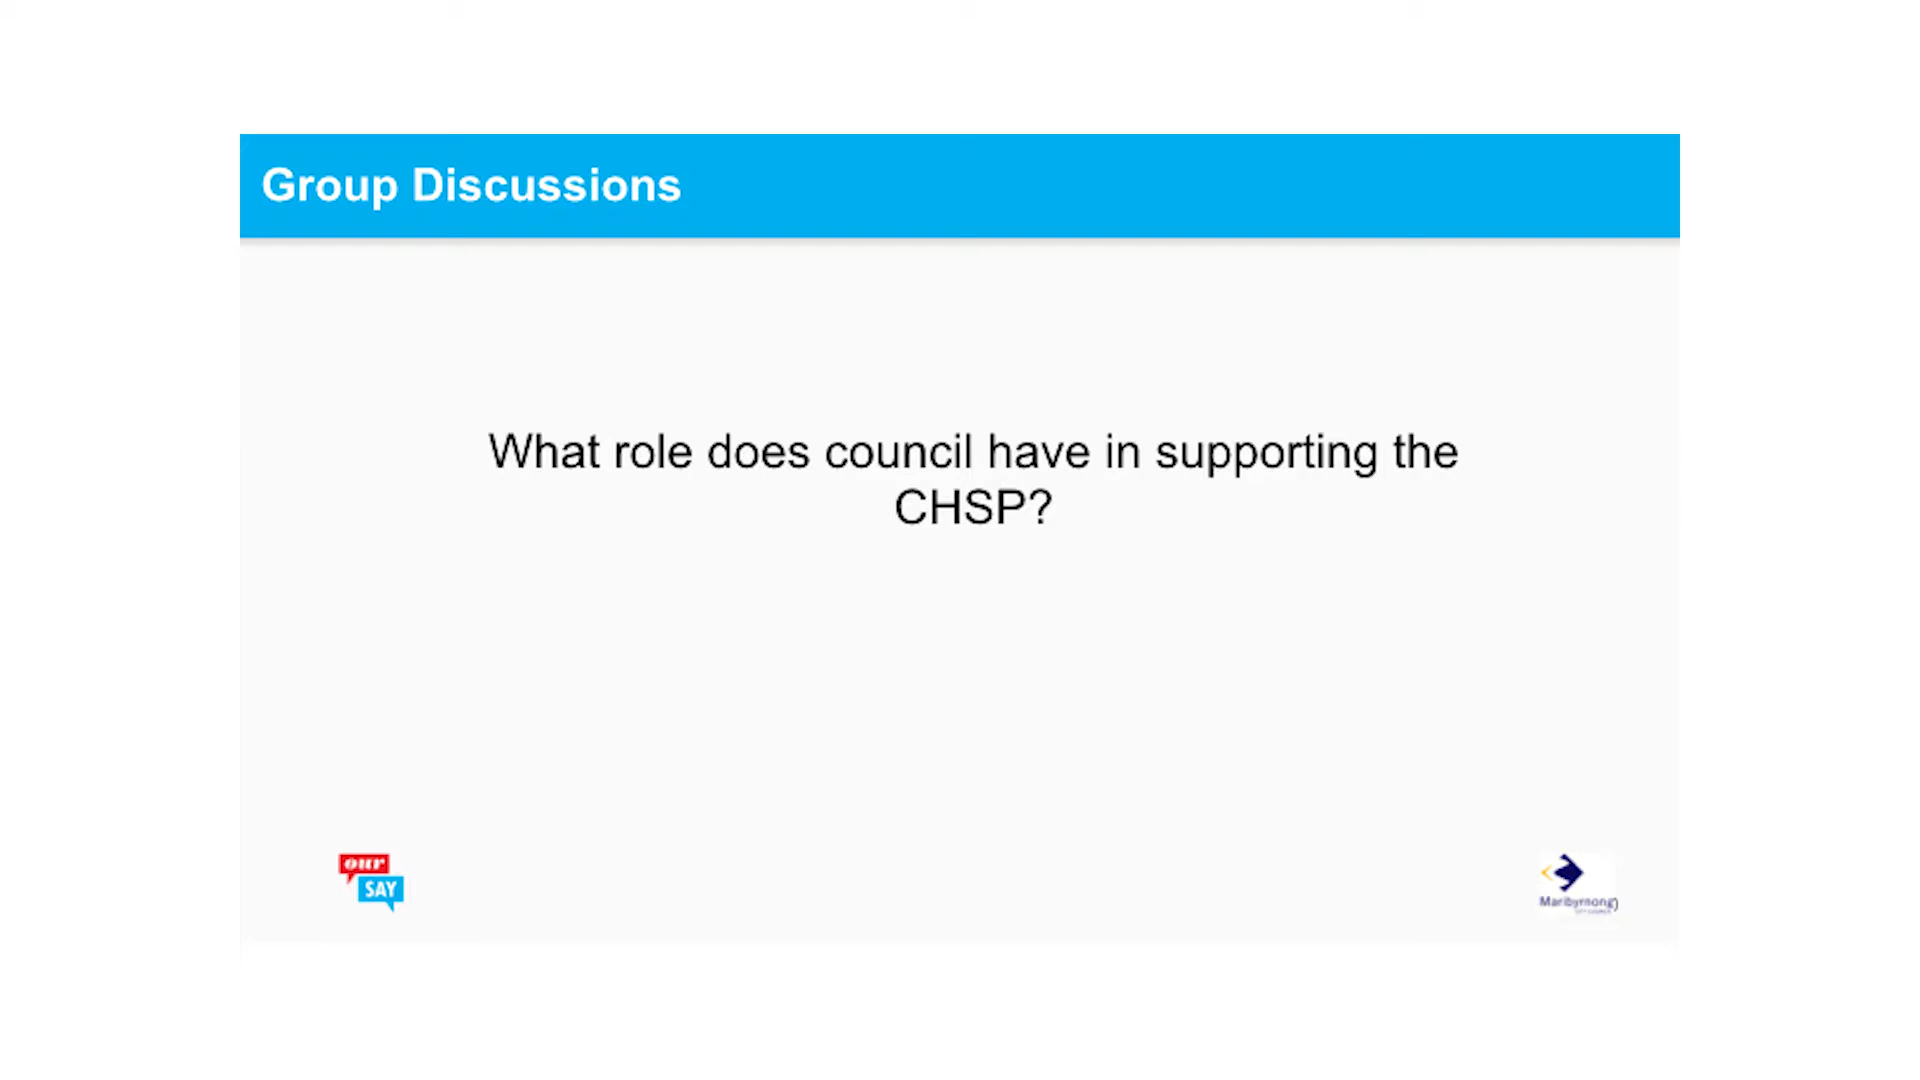 Group Discussions
What role does council have in supporting the
CHSP?
our
SAY
Maribyrnong